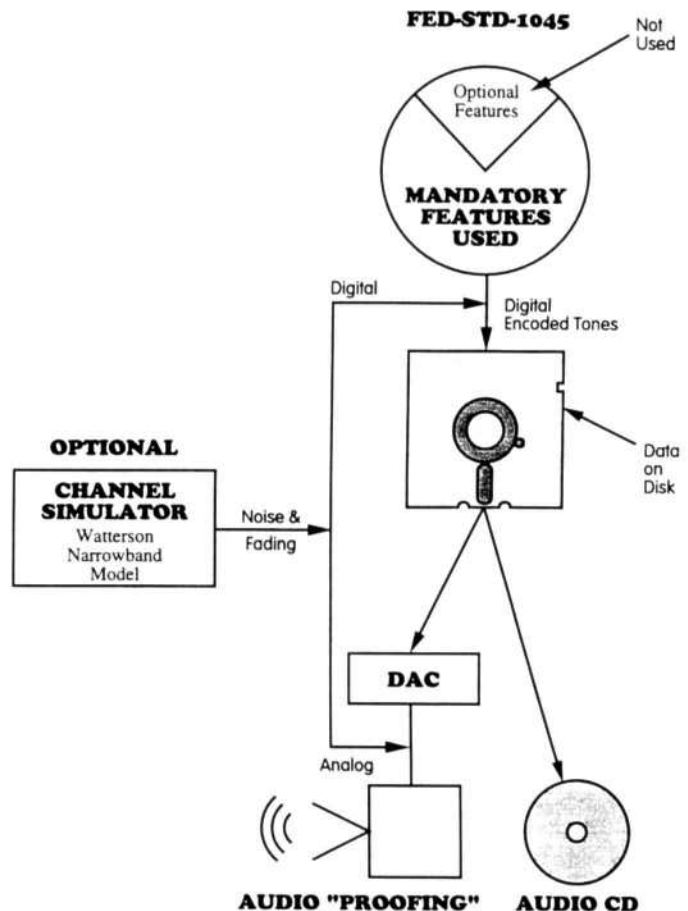 FED-STD-1045
Not
Used
Optional
Features
MANDATORY
FEATURES
USED
Digital
Digital
Encoded Tones
Data
on
Disk
OPTIONAL
CHANNEL
SIMULATOR
Watterson
Narrowband
Model
Noise &
Fading
DAC
Analog
AUDIO "PROOFING"
AUDIO CD